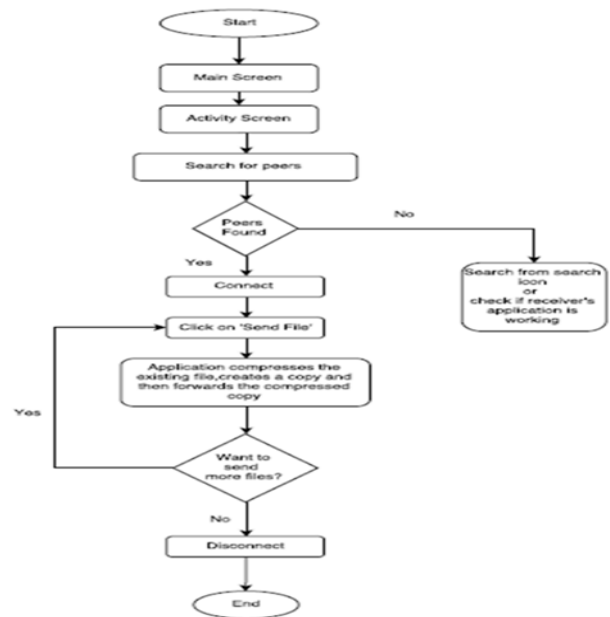 Start
Main Screen
Activity Screen
Search for peers
Peers
Found
No
Yes
Search from search
icon
or
check if receiver's
application is
working
Connect
Click on 'Send File'
Application compresses the
existing file,creates a copy and
then forwards the compressed
copy
Yes
Want to
send
more files?
No
Disconnect
End